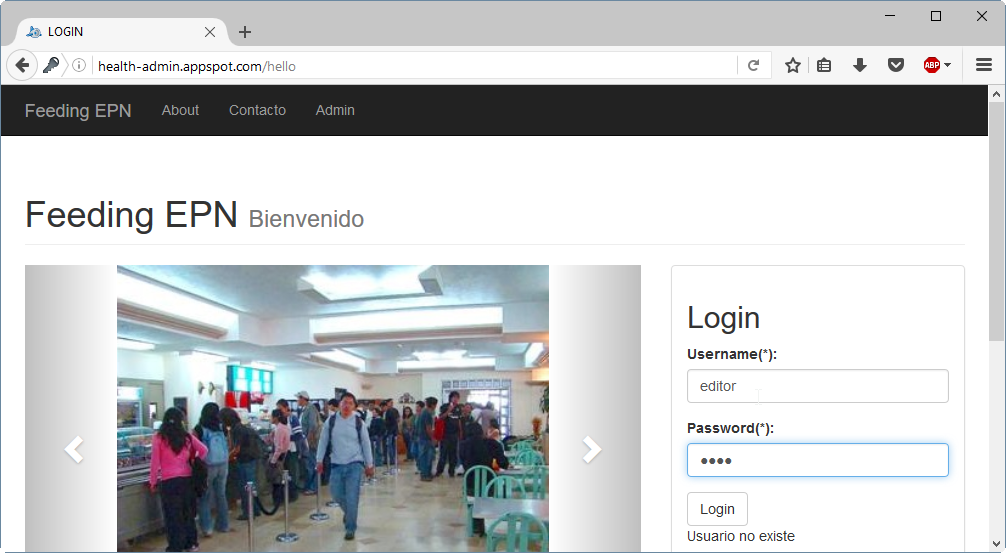 LOGIN
health-admin.appspot.com/hello
ABP
Feeding EPN About Contacto Admin
Feeding EPN Bienvenido
Login
Username(*):
editor
Password(*):
••••
Login
Usuario no existe